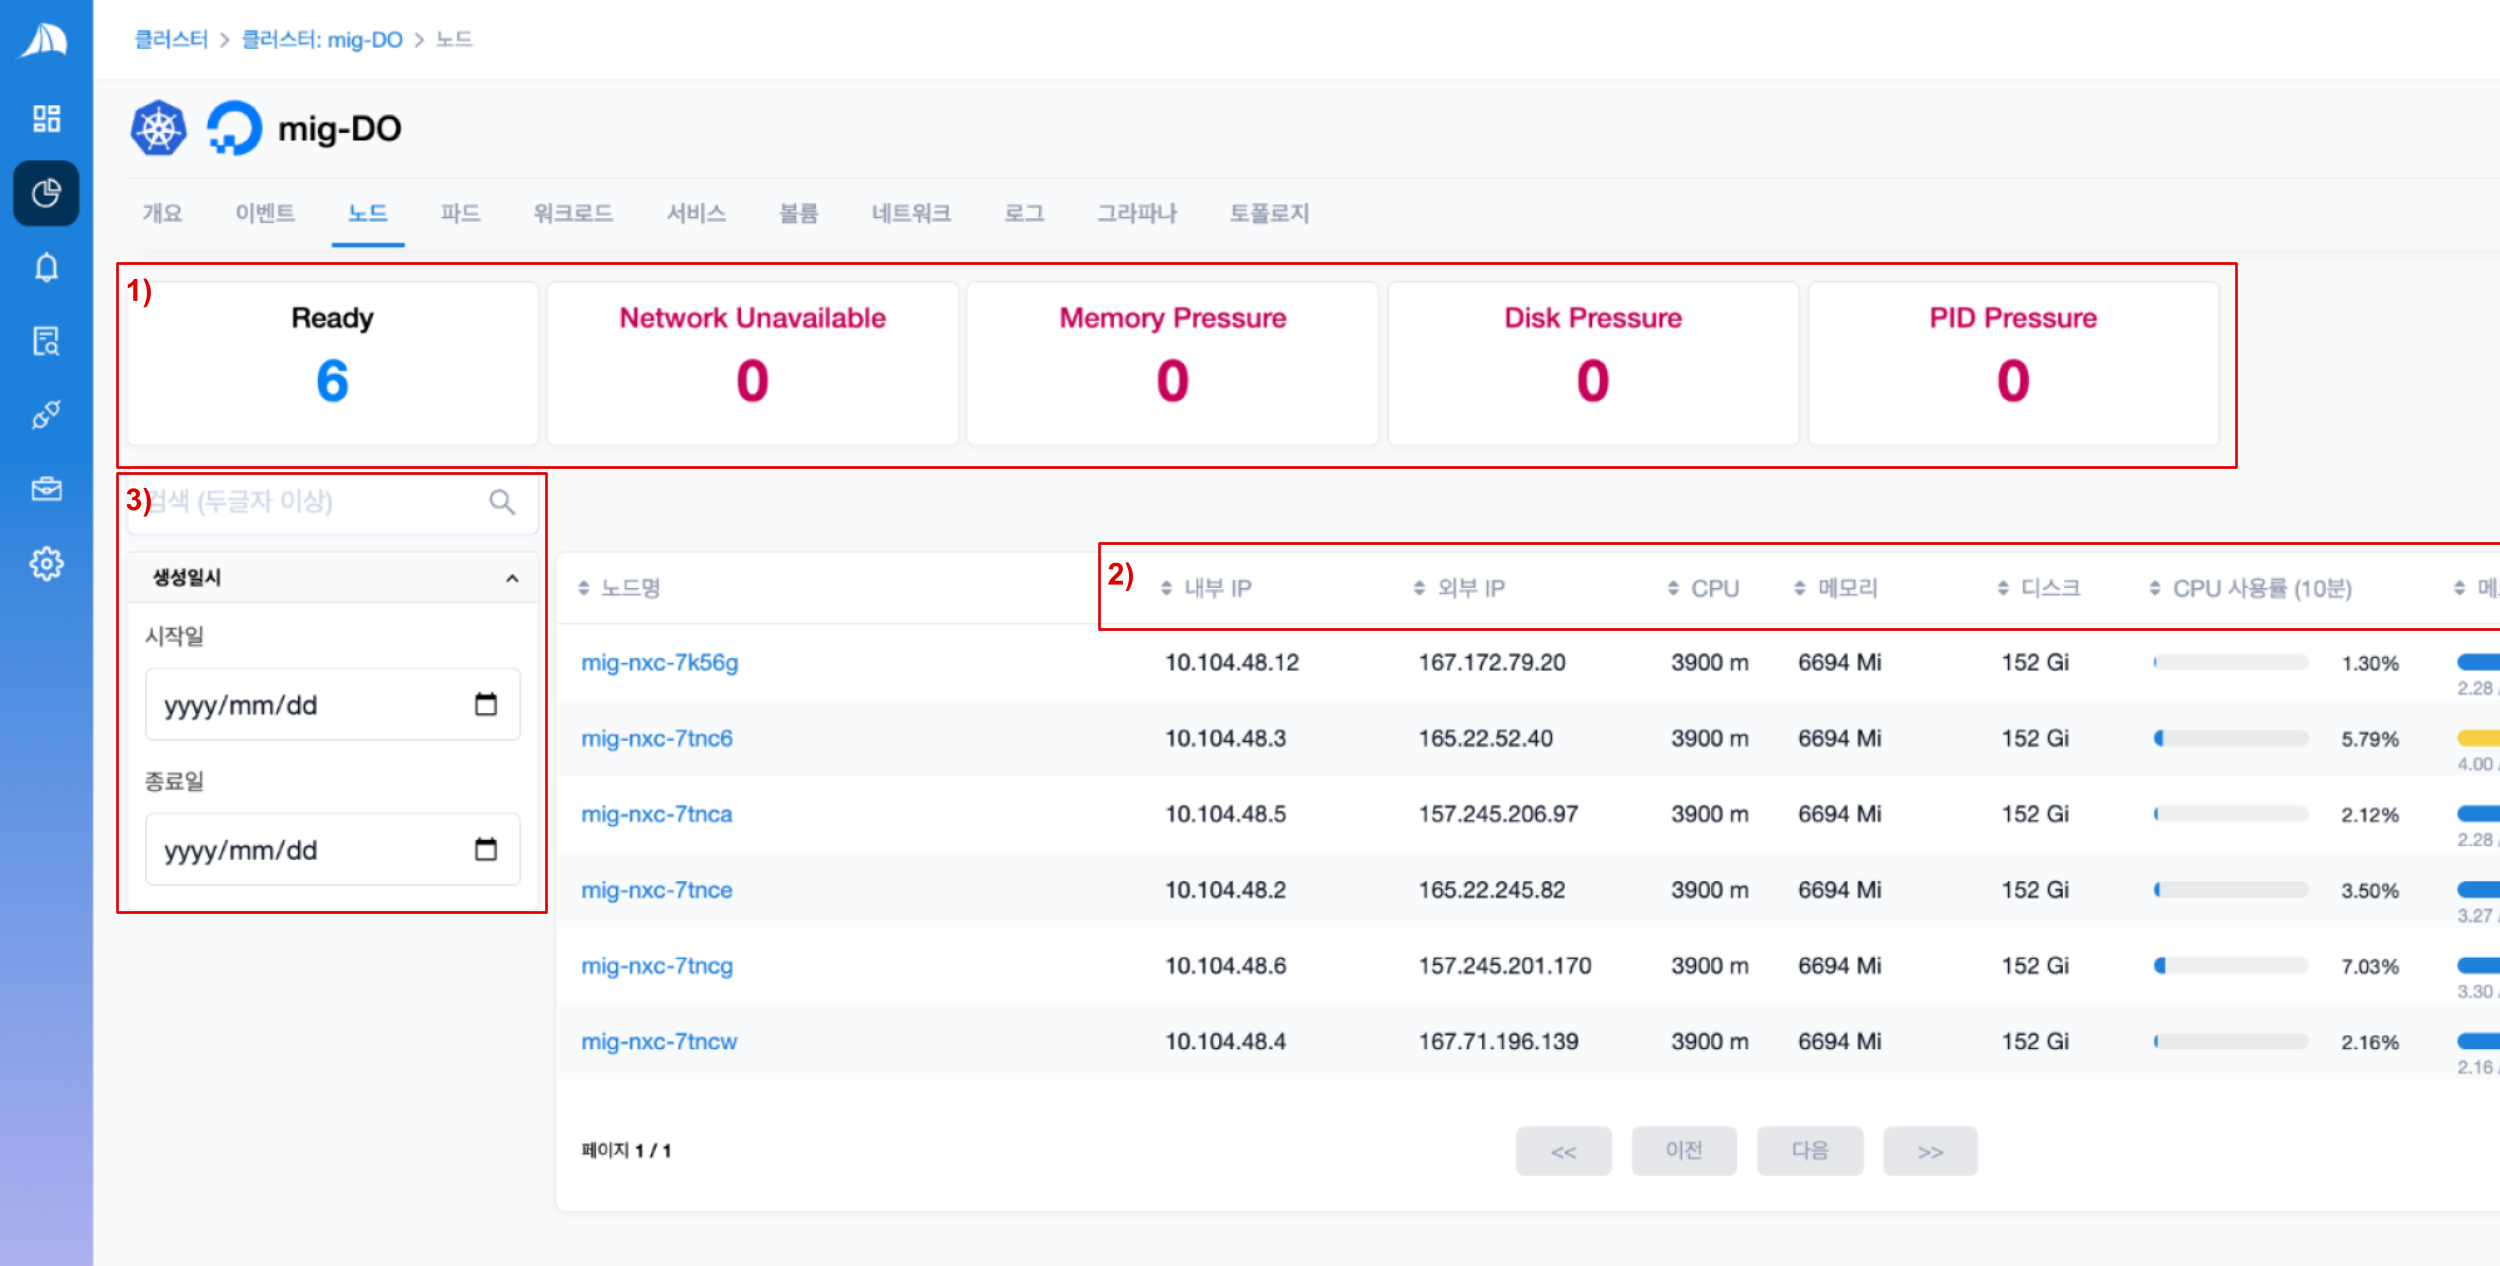 클러스터 > 클러스터: mig-DO > 노드
mig-DO
개요 이벤트 노드 파드 워크로드 서비스 볼륨 네트워크 로그 그라파나 토폴로지
1)
Ready Network Unavailable Memory Pressure Disk Pressure PID Pressure
6 0 0 0 0
3) 검색 (두글자 이상)
생성일시
시작일
yyyy/mm/dd
종료일
yyyy/mm/dd
2)
노드명 내부 IP 외부 IP CPU 메모리 디스크 CPU 사용률 (10분)
mig-nxc-7k56g 10.104.48.12 167.172.79.20 3900 m 6694 Mi 152 Gi 1.30%
2.28 /
mig-nxc-7tnc6 10.104.48.3 165.22.52.40 3900 m 6694 Mi 152 Gi 5.79%
4.00 /
mig-nxc-7tnca 10.104.48.5 157.245.206.97 3900 m 6694 Mi 152 Gi 2.12%
2.28 /
mig-nxc-7tnce 10.104.48.2 165.22.245.82 3900 m 6694 Mi 152 Gi 3.50%
3.27 /
mig-nxc-7tncg 10.104.48.6 157.245.201.170 3900 m 6694 Mi 152 Gi 7.03%
3.30 /
mig-nxc-7tncw 10.104.48.4 167.71.196.139 3900 m 6694 Mi 152 Gi 2.16%
2.16 /
페이지 1 / 1 << 이전 다음 >>